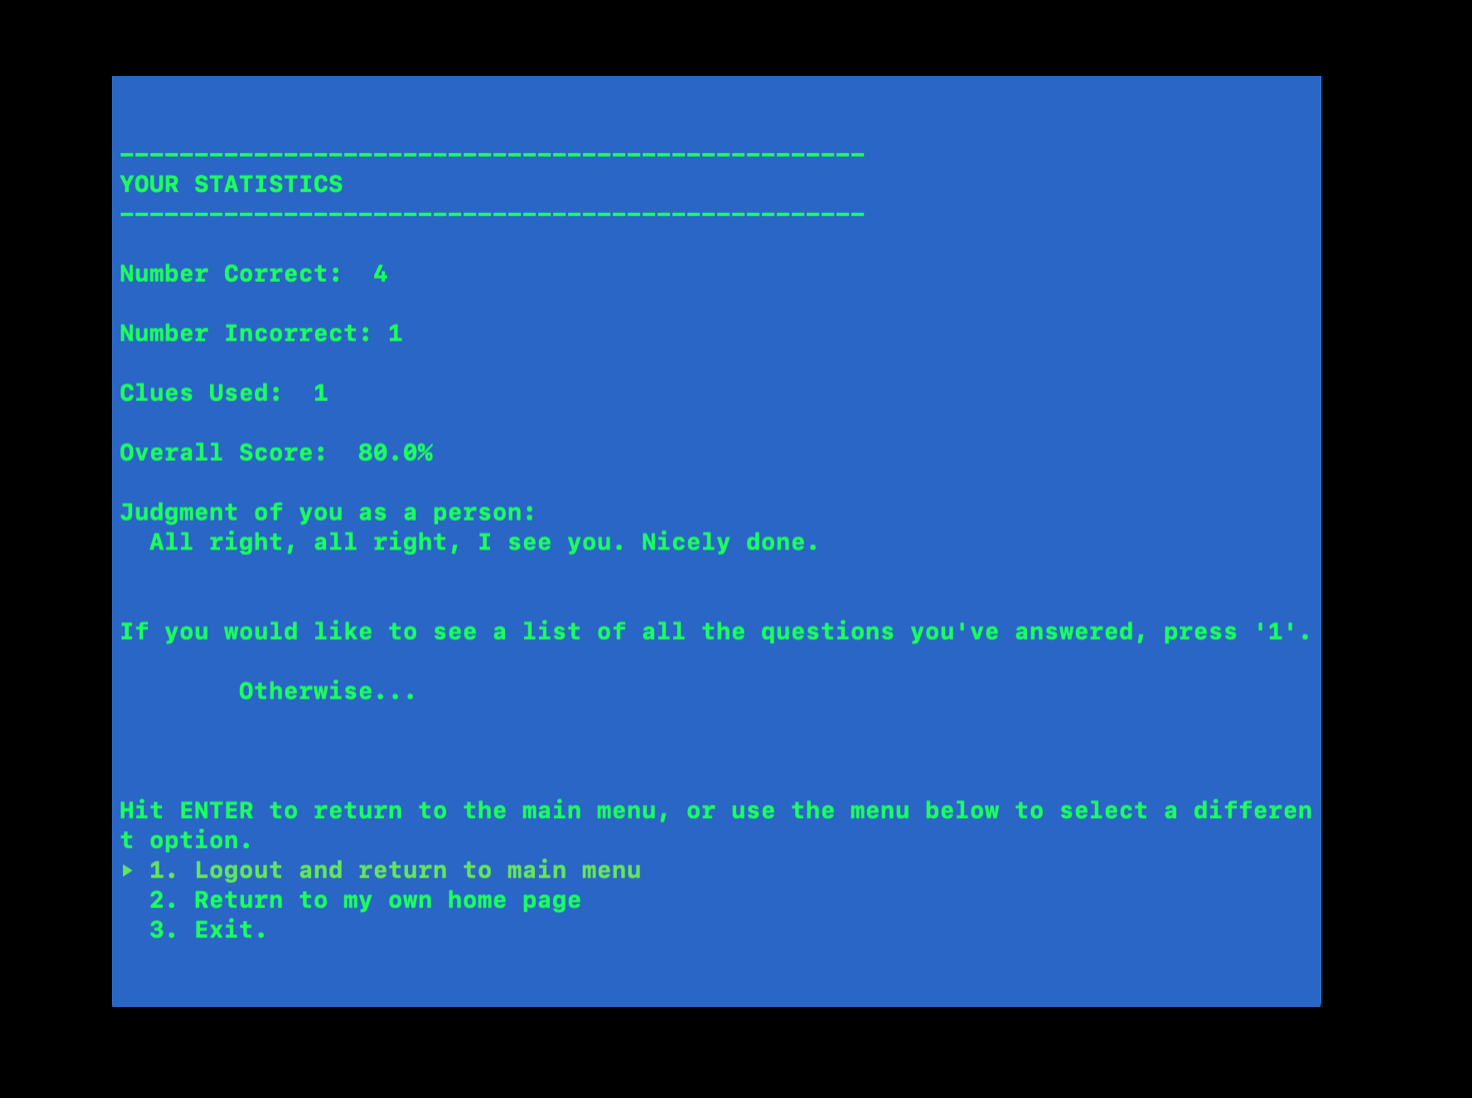 --------------------------------------------------
YOUR STATISTICS
--------------------------------------------------
Number Correct:  4
Number Incorrect: 1
Clues Used:  1
Overall Score:  80.0%
Judgment of you as a person:
  All right, all right, I see you. Nicely done.
If you would like to see a list of all the questions you've answered, press '1'.
        Otherwise...
Hit ENTER to return to the main menu, or use the menu below to select a differen
t option.
▸ 1. Logout and return to main menu
  2. Return to my own home page
  3. Exit.